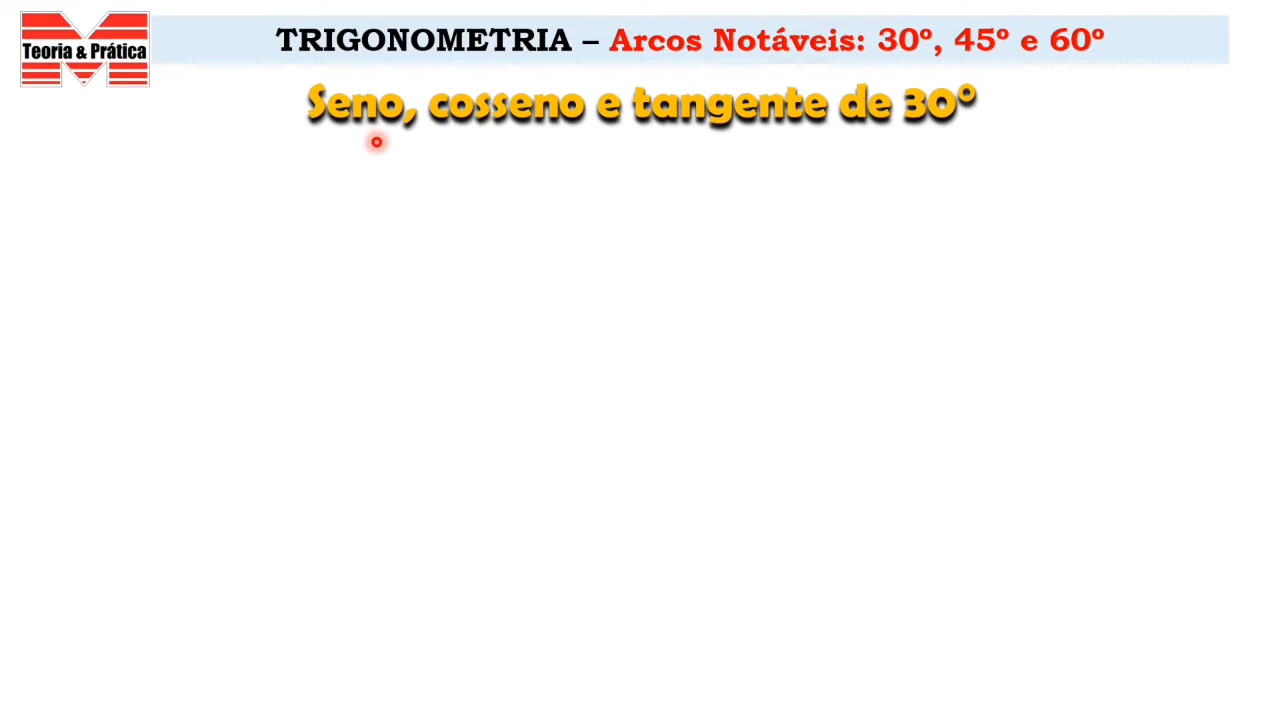 Teoria & Prática
TRIGONOMETRIA – Arcos Notáveis: 30º, 45º e 60º
Seno, cosseno e tangente de 30°